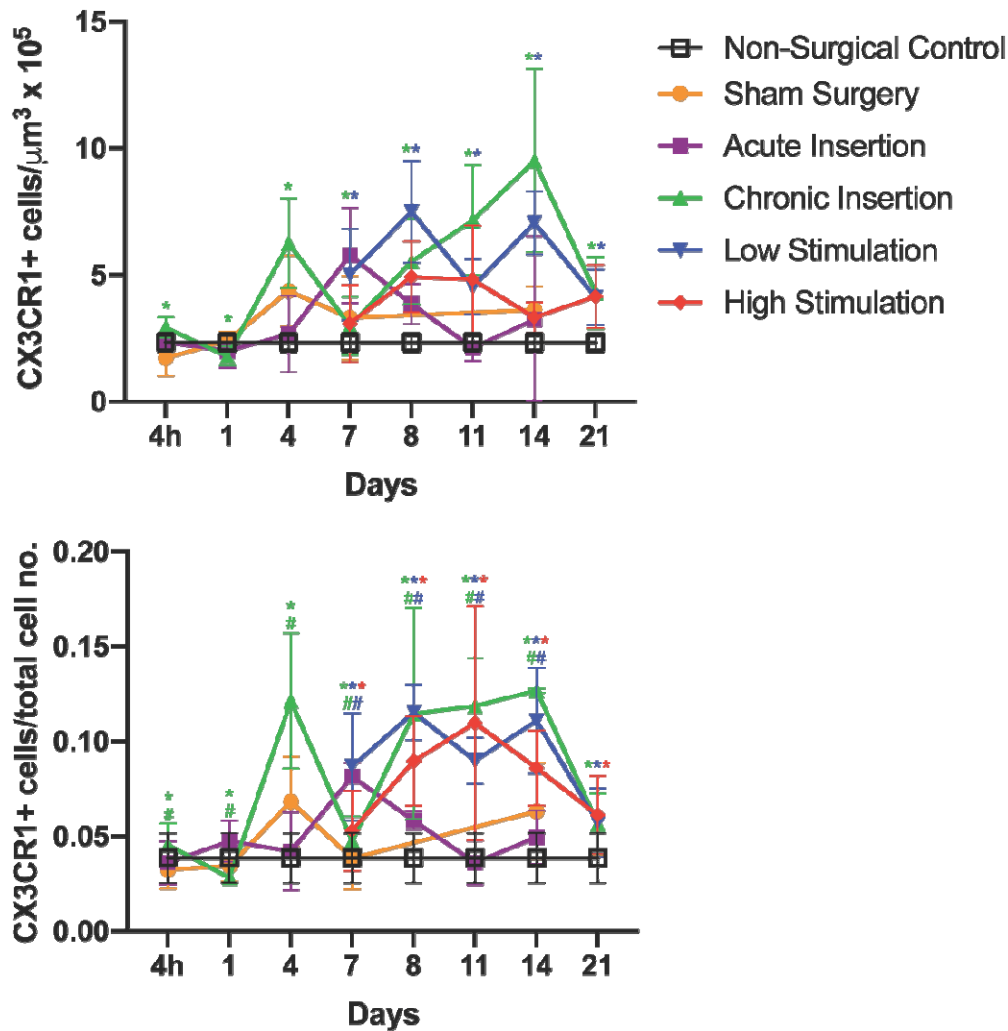 CX3CR1+ cells/μm³ x 10⁵
15
10
5
0
* 
*
*
**
**
**
**
**
4h 1 4 7 8 11 14 21
Days
Non-Surgical Control
Sham Surgery
Acute Insertion
Chronic Insertion
Low Stimulation
High Stimulation
CX3CR1+ cells/total cell no.
0.20
0.15
0.10
0.05
0.00
*
#
*
#
*
#
***
##
***
##
***
##
***
##
***
4h 1 4 7 8 11 14 21
Days